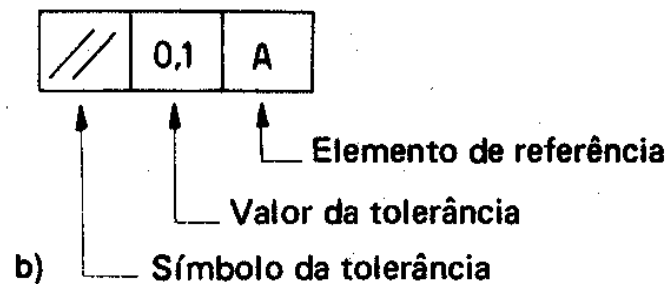 // 0,1 A
Elemento de referência
Valor da tolerância
b) Símbolo da tolerância